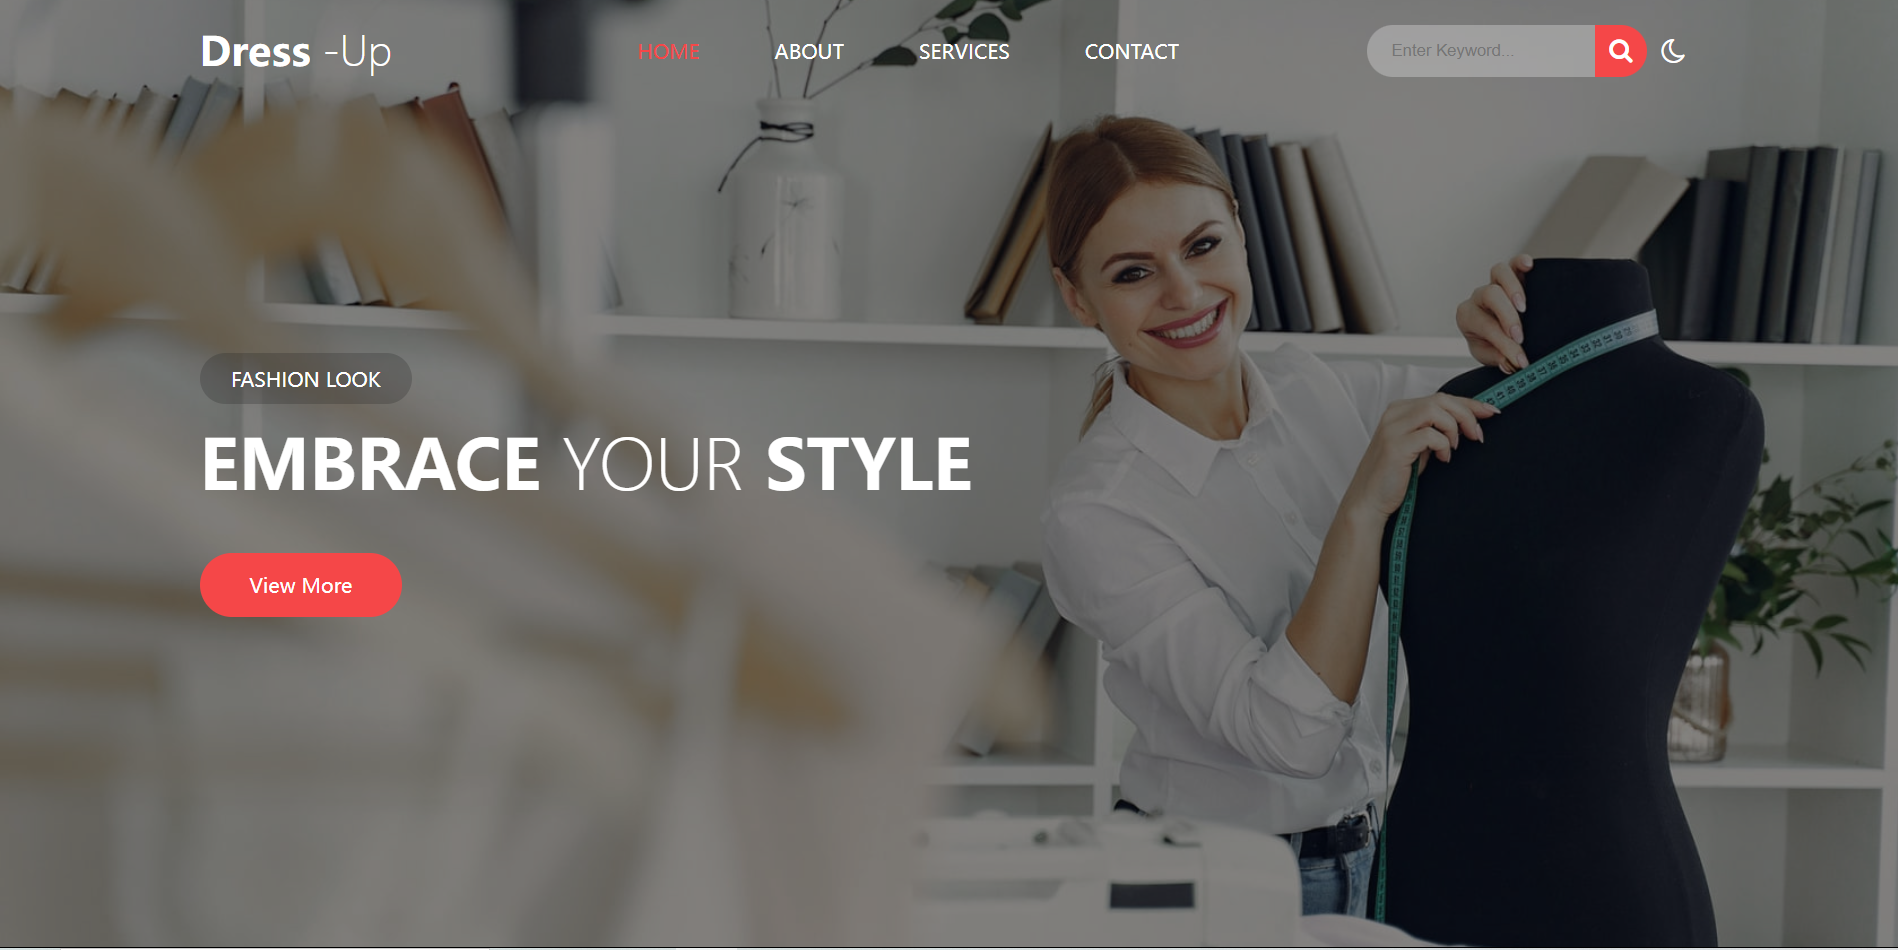 Dress -Up
HOME ABOUT SERVICES CONTACT
Enter Keyword...
FASHION LOOK
EMBRACE YOUR STYLE
View More